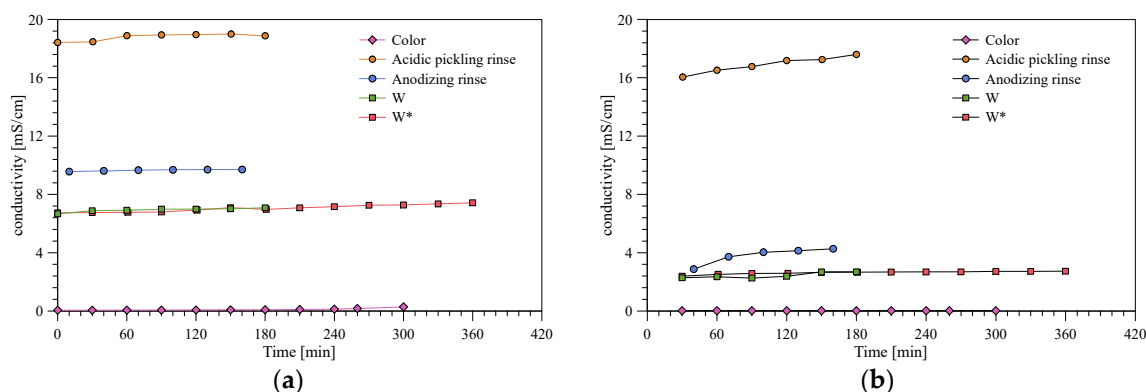 20
16
12
8
4
0
conductivity [mS/cm]
Color
Acidic pickling rinse
Anodizing rinse
W
W*
0 60 120 180 240 300 360 420
Time [min]
(a)
20
16
12
8
4
0
conductivity [mS/cm]
Color
Acidic pickling rinse
Anodizing rinse
W
W*
0 60 120 180 240 300 360 420
Time [min]
(b)